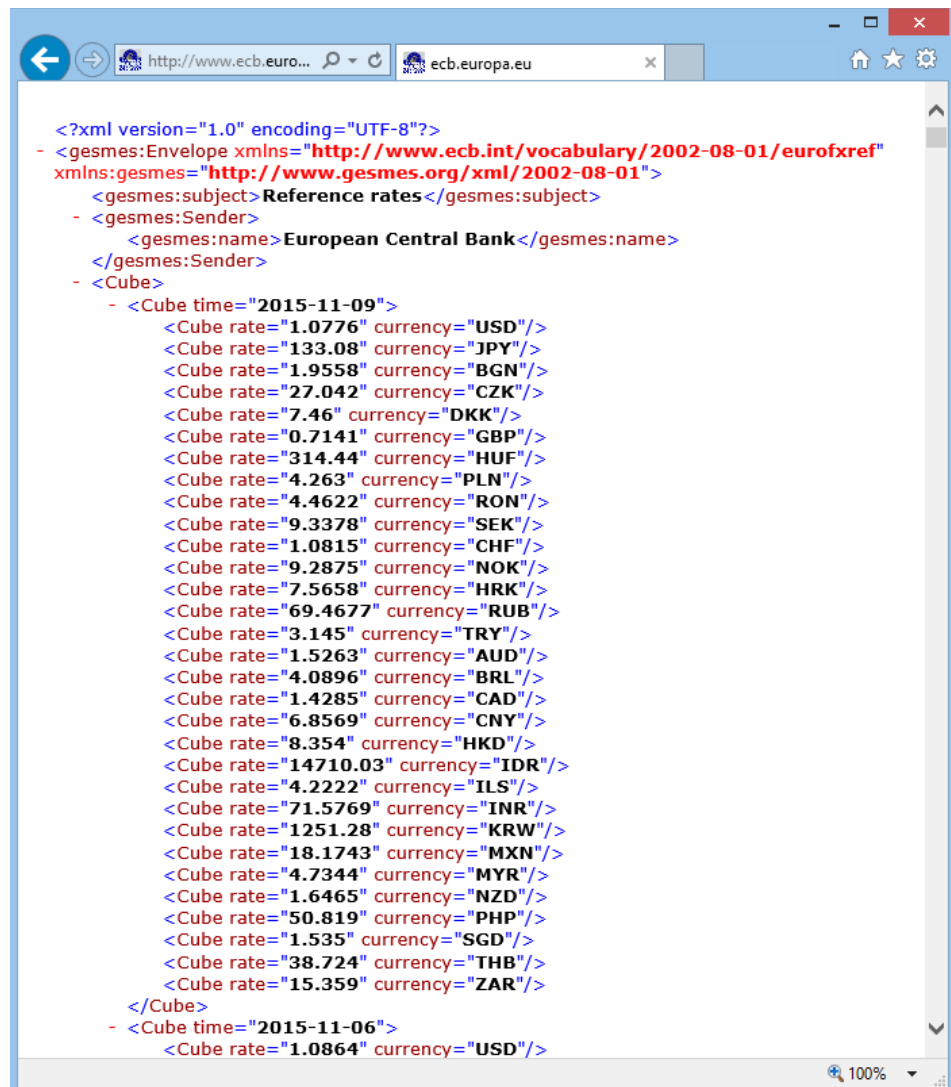 http://www.ecb.euro...
ecb.europa.eu
<?xml version="1.0" encoding="UTF-8"?>
- <gesmes:Envelope xmlns="http://www.ecb.int/vocabulary/2002-08-01/eurofxref"
xmlns:gesmes="http://www.gesmes.org/xml/2002-08-01">
<gesmes:subject>Reference rates</gesmes:subject>
- <gesmes:Sender>
<gesmes:name>European Central Bank</gesmes:name>
</gesmes:Sender>
- <Cube>
- <Cube time="2015-11-09">
<Cube rate="1.0776" currency="USD"/>
<Cube rate="133.08" currency="JPY"/>
<Cube rate="1.9558" currency="BGN"/>
<Cube rate="27.042" currency="CZK"/>
<Cube rate="7.46" currency="DKK"/>
<Cube rate="0.7141" currency="GBP"/>
<Cube rate="314.44" currency="HUF"/>
<Cube rate="4.263" currency="PLN"/>
<Cube rate="4.4622" currency="RON"/>
<Cube rate="9.3378" currency="SEK"/>
<Cube rate="1.0815" currency="CHF"/>
<Cube rate="9.2875" currency="NOK"/>
<Cube rate="7.5658" currency="HRK"/>
<Cube rate="69.4677" currency="RUB"/>
<Cube rate="3.145" currency="TRY"/>
<Cube rate="1.5263" currency="AUD"/>
<Cube rate="4.0896" currency="BRL"/>
<Cube rate="1.4285" currency="CAD"/>
<Cube rate="6.8569" currency="CNY"/>
<Cube rate="8.354" currency="HKD"/>
<Cube rate="14710.03" currency="IDR"/>
<Cube rate="4.2222" currency="ILS"/>
<Cube rate="71.5769" currency="INR"/>
<Cube rate="1251.28" currency="KRW"/>
<Cube rate="18.1743" currency="MXN"/>
<Cube rate="4.7344" currency="MYR"/>
<Cube rate="1.6465" currency="NZD"/>
<Cube rate="50.819" currency="PHP"/>
<Cube rate="1.535" currency="SGD"/>
<Cube rate="38.724" currency="THB"/>
<Cube rate="15.359" currency="ZAR"/>
</Cube>
- <Cube time="2015-11-06">
<Cube rate="1.0864" currency="USD"/>
100%